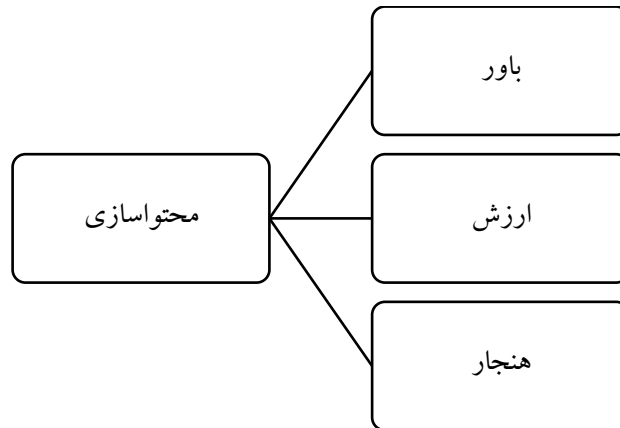 باور
محتواسازی
ارزش
هنجار